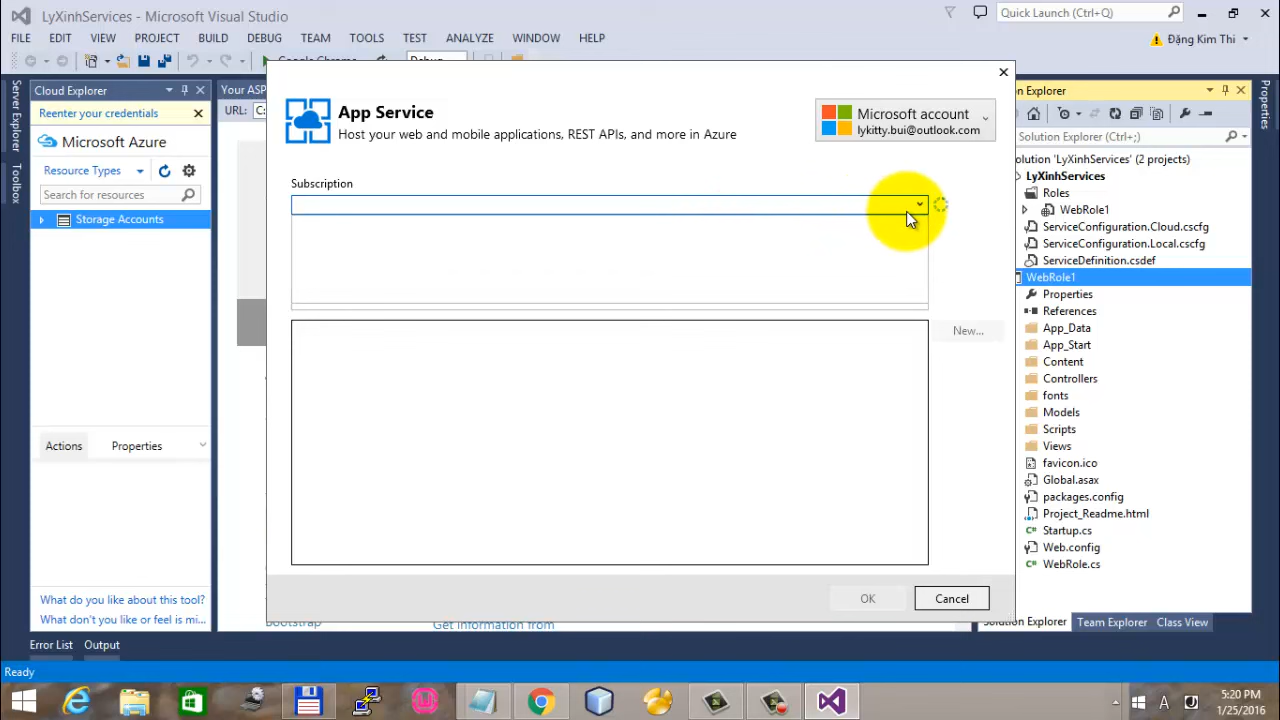 LyXinhServices - Microsoft Visual Studio
Quick Launch (Ctrl+Q)
FILE EDIT VIEW PROJECT BUILD DEBUG TEAM TOOLS TEST ANALYZE WINDOW HELP
Đặng Kim Thi
Google Chrome
Debug
Server Explorer
Toolbox
Cloud Explorer
Reenter your credentials
Microsoft Azure
Resource Types
Search for resources
Storage Accounts
Actions Properties
What do you like about this tool?
What don't you like or feel is mi...
Your ASP
URL:
App Service
Host your web and mobile applications, REST APIs, and more in Azure
Microsoft account
lykitty.bui@outlook.com
Subscription
New...
OK
Cancel
Bootstrap
Get information from
on Explorer
Solution Explorer (Ctrl+;)
Solution 'LyXinhServices' (2 projects)
LyXinhServices
Roles
WebRole1
ServiceConfiguration.Cloud.cscfg
ServiceConfiguration.Local.cscfg
ServiceDefinition.csdef
WebRole1
Properties
References
App_Data
App_Start
Content
Controllers
fonts
Models
Scripts
Views
favicon.ico
Global.asax
packages.config
Project_Readme.html
Startup.cs
Web.config
WebRole.cs
Solution Explorer Team Explorer Class View
Properties
Error List Output
Ready
A
5:20 PM
1/25/2016